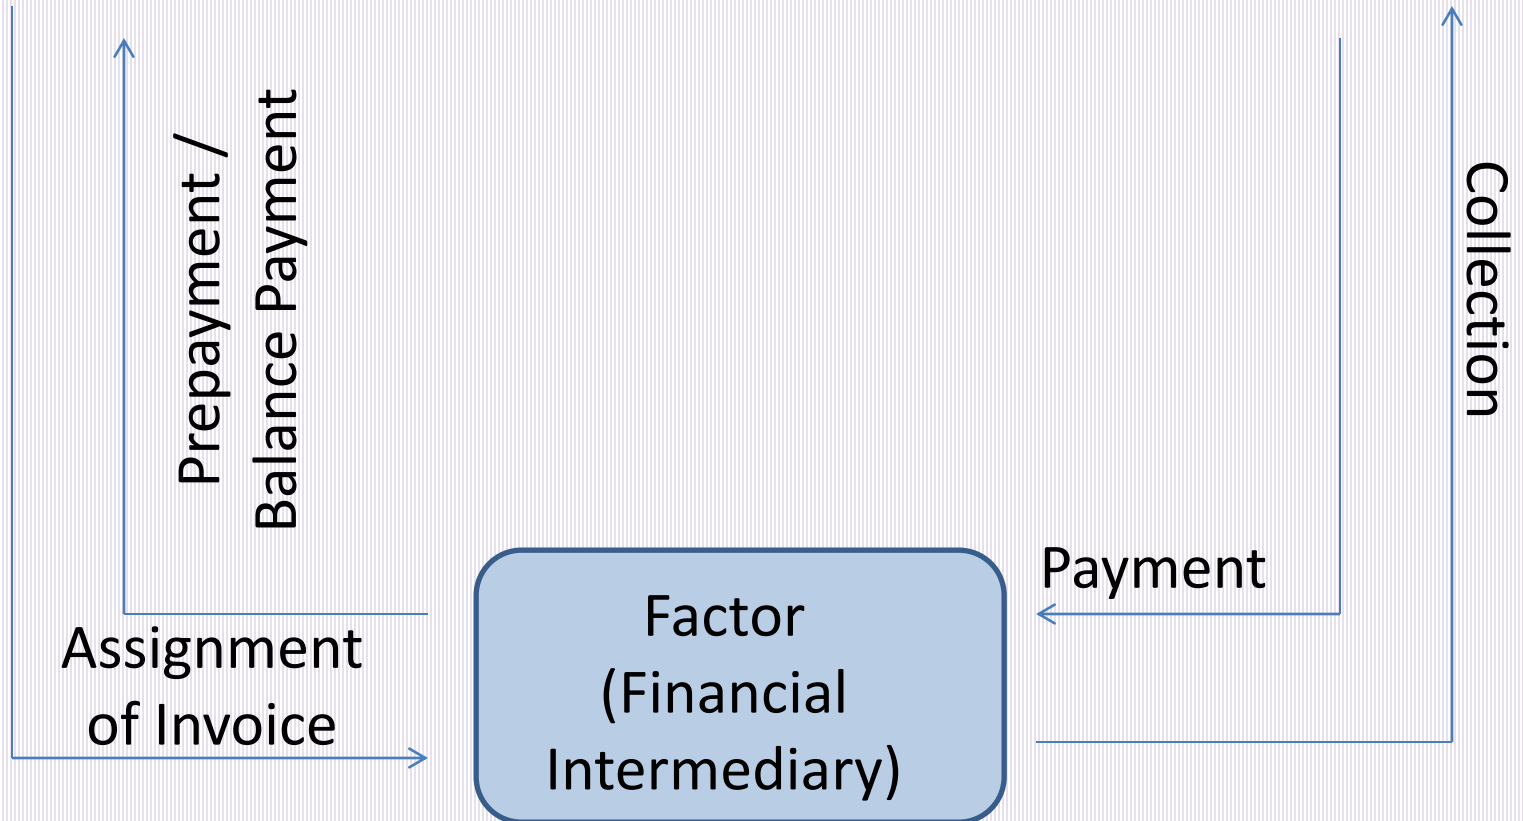 Prepayment /
Balance Payment
Collection
Payment
Assignment
of Invoice
Factor
(Financial
Intermediary)